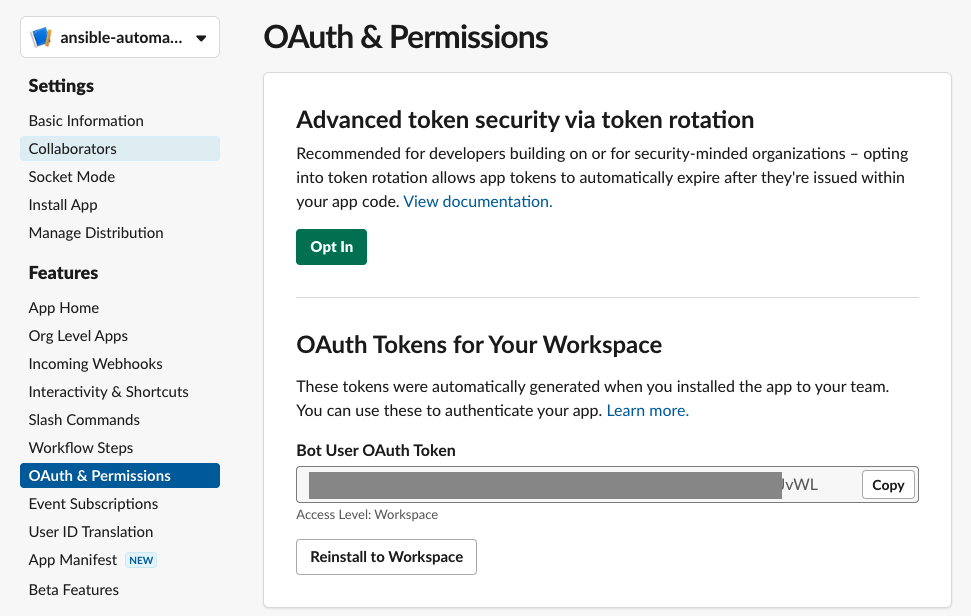 ansible-automa...
OAuth & Permissions
Settings
Basic Information
Collaborators
Socket Mode
Install App
Manage Distribution
Features
App Home
Org Level Apps
Incoming Webhooks
Interactivity & Shortcuts
Slash Commands
Workflow Steps
OAuth & Permissions
Event Subscriptions
User ID Translation
App Manifest NEW
Beta Features
Advanced token security via token rotation
Recommended for developers building on or for security-minded organizations – opting
into token rotation allows app tokens to automatically expire after they're issued within
your app code. View documentation.
Opt In
OAuth Tokens for Your Workspace
These tokens were automatically generated when you installed the app to your team.
You can use these to authenticate your app. Learn more.
Bot User OAuth Token
vWL
Copy
Access Level: Workspace
Reinstall to Workspace